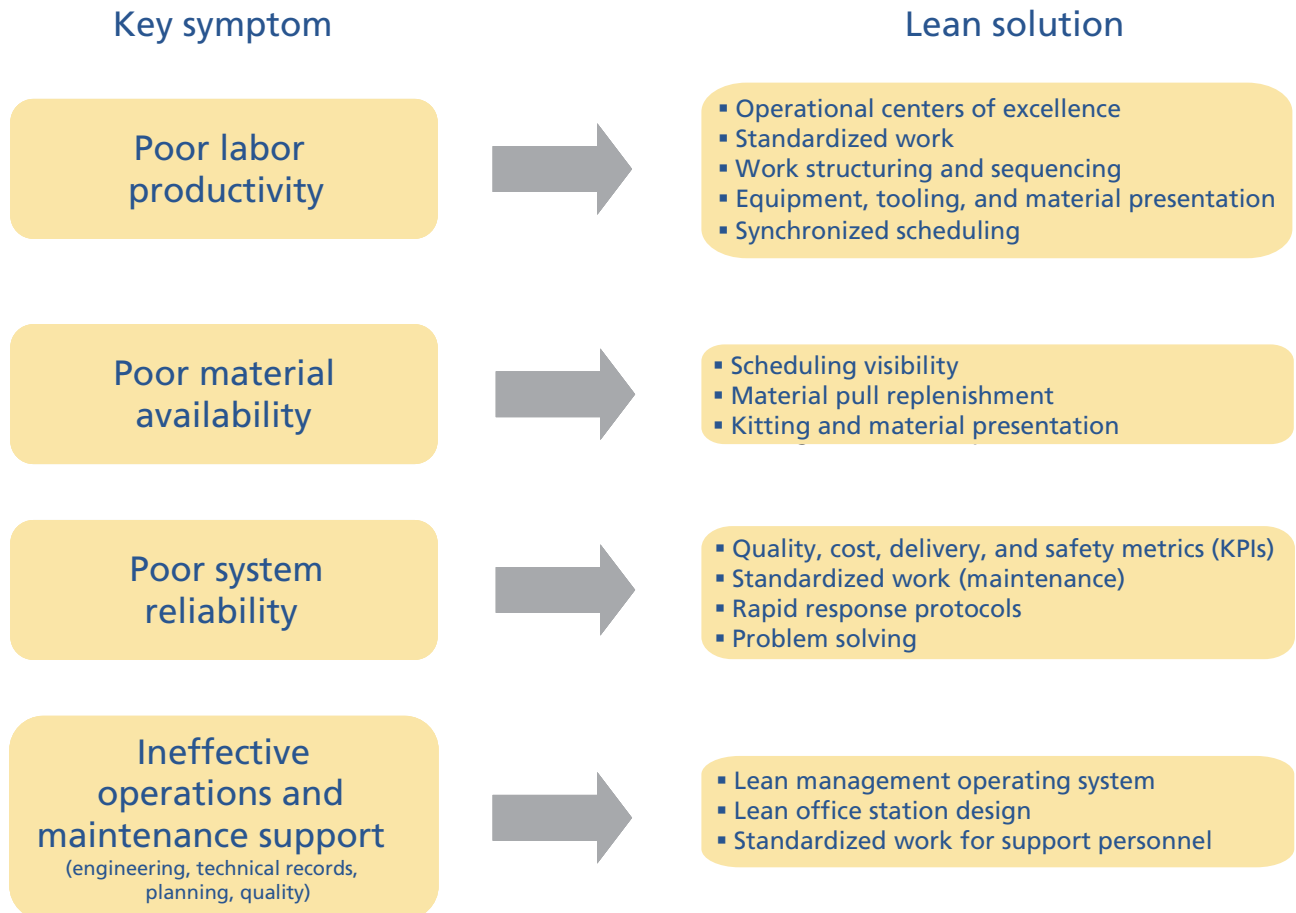 Key symptom
Lean solution
Poor labor
productivity
▪ Operational centers of excellence
▪ Standardized work
▪ Work structuring and sequencing
▪ Equipment, tooling, and material presentation
▪ Synchronized scheduling
Poor material
availability
▪ Scheduling visibility
▪ Material pull replenishment
▪ Kitting and material presentation
Poor system
reliability
▪ Quality, cost, delivery, and safety metrics (KPIs)
▪ Standardized work (maintenance)
▪ Rapid response protocols
▪ Problem solving
Ineffective
operations and
maintenance support
(engineering, technical records,
planning, quality)
▪ Lean management operating system
▪ Lean office station design
▪ Standardized work for support personnel